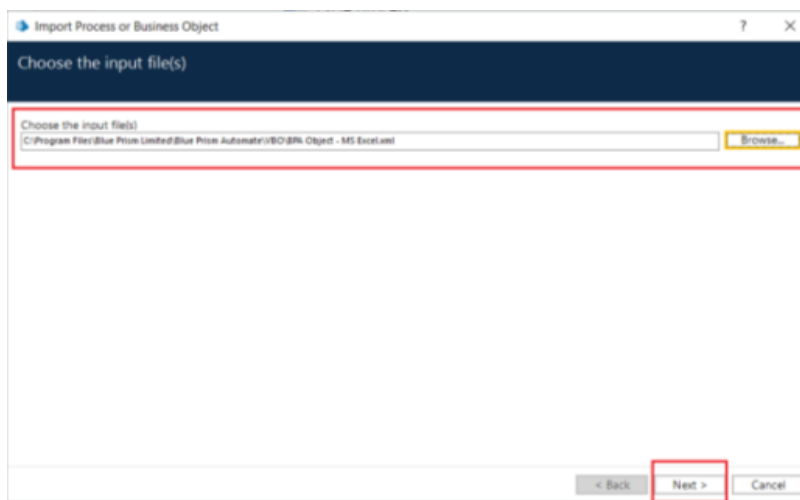 Import Process or Business Object
?
Choose the input file(s)
Choose the input file(s)
C:\Program Files\Blue Prism Limited\Blue Prism Automate\VBO\BPA Object - MS Excel.xml
Browse...
< Back
Next >
Cancel